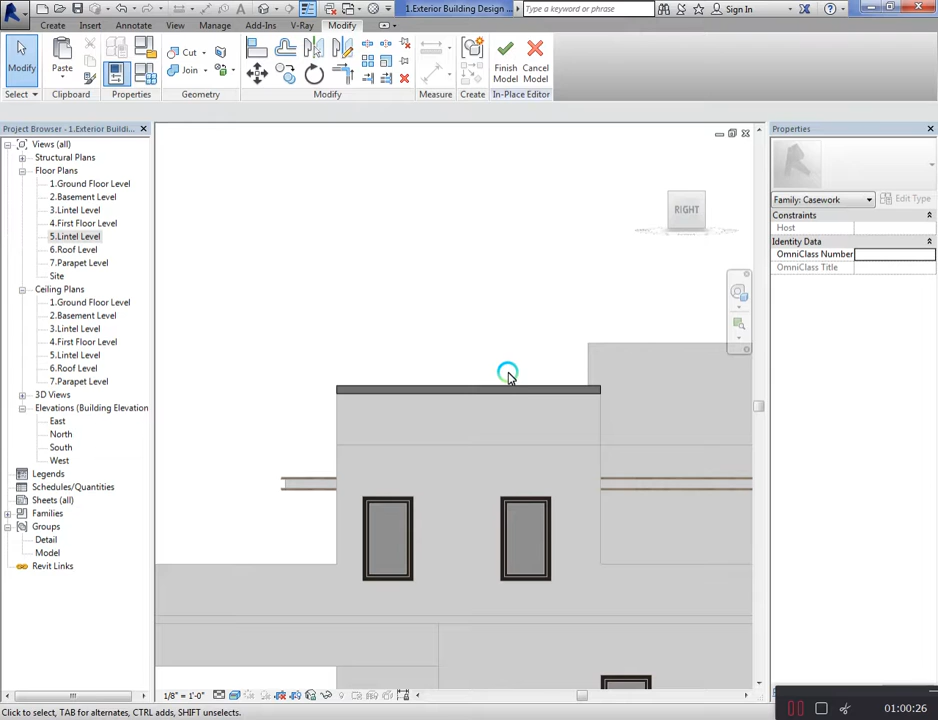 1.Exterior Building Design ...
Type a keyword or phrase
Sign In
Create
Insert
Annotate
View
Manage
Add-Ins
V-Ray
Modify
Modify
Paste
Cut
Join
Finish Model
Cancel Model
Select
Clipboard
Properties
Geometry
Modify
Measure
Create
In-Place Editor
Project Browser - 1.Exterior Buildi...
Views (all)
Structural Plans
Floor Plans
1.Ground Floor Level
2.Basement Level
3.Lintel Level
4.First Floor Level
5.Lintel Level
6.Roof Level
7.Parapet Level
Site
Ceiling Plans
1.Ground Floor Level
2.Basement Level
3.Lintel Level
4.First Floor Level
5.Lintel Level
6.Roof Level
7.Parapet Level
3D Views
Elevations (Building Elevation
East
North
South
West
Legends
Schedules/Quantities
Sheets (all)
Families
Groups
Detail
Model
Revit Links
RIGHT
Properties
Family: Casework
Edit Type
Constraints
Host
Identity Data
OmniClass Number
OmniClass Title
1/8" = 1'-0"
Click to select, TAB for alternates, CTRL adds, SHIFT unselects.
01:00:26